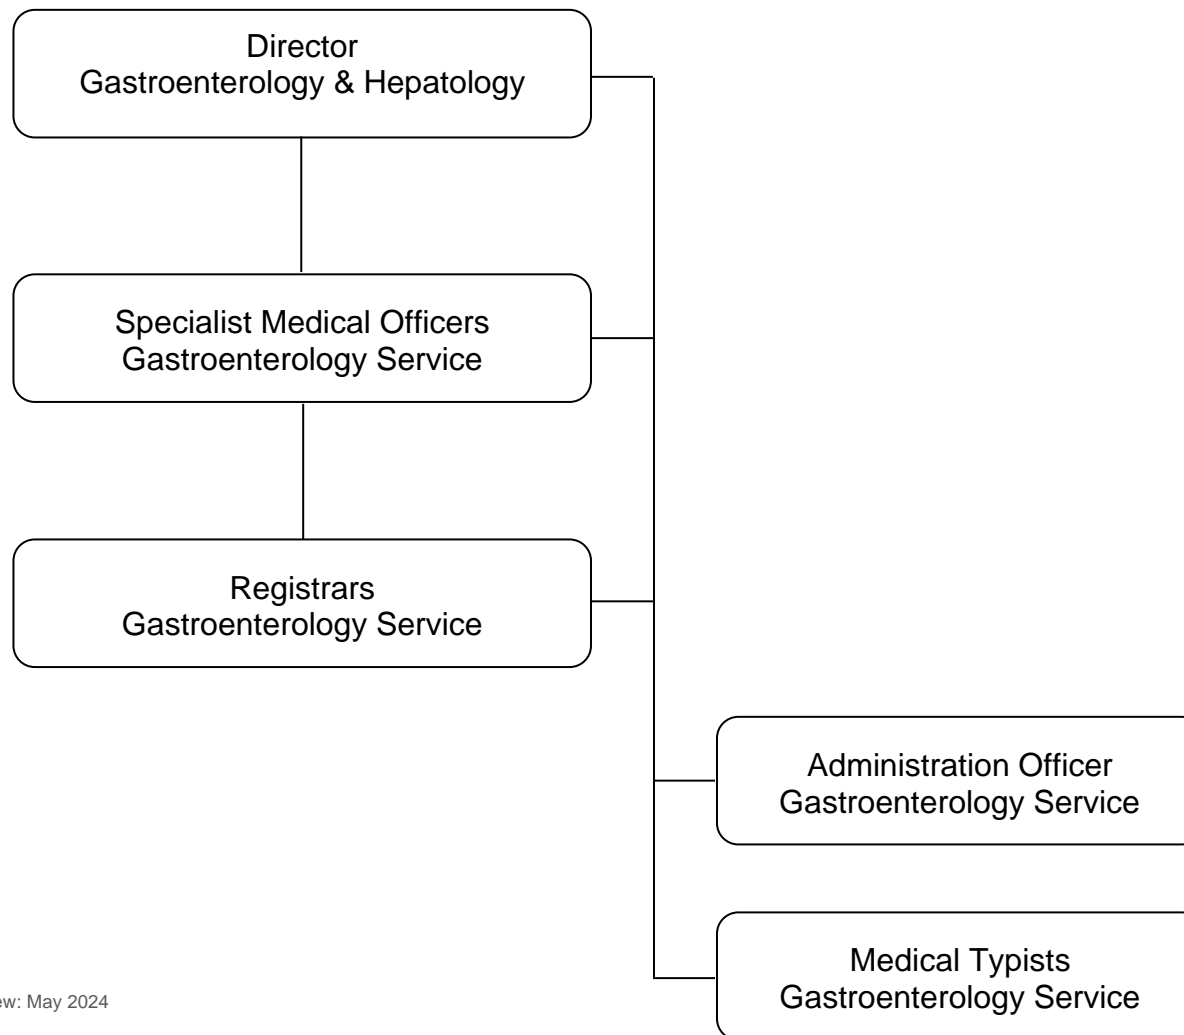 Director
Gastroenterology & Hepatology
Specialist Medical Officers
Gastroenterology Service
Registrars
Gastroenterology Service
Administration Officer
Gastroenterology Service
Medical Typists
Gastroenterology Service
May 2024